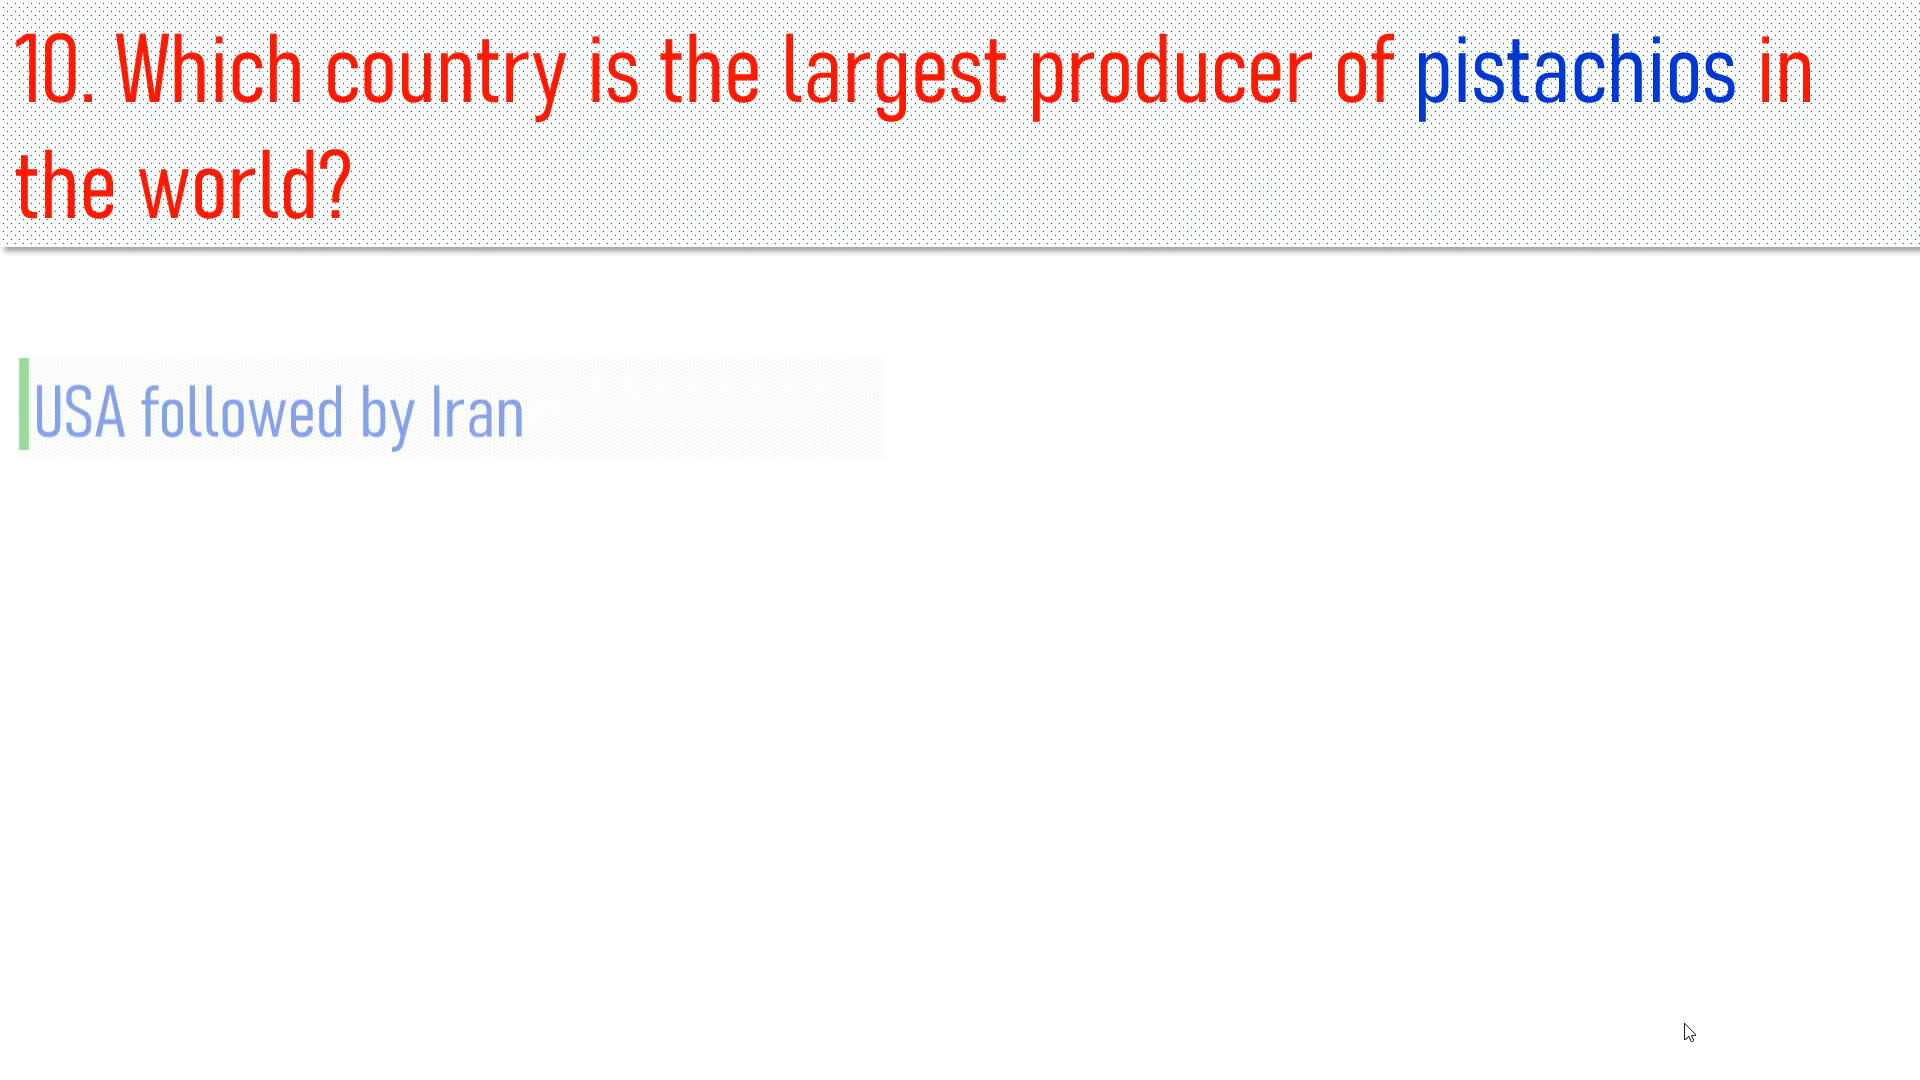 10. Which country is the largest producer of pistachios in
the world?
USA followed by Iran